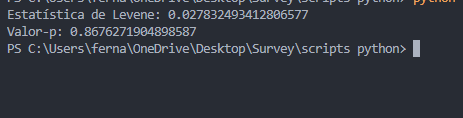 Estatística de Levene: 0.027832493412806577
Valor-p: 0.8676271904898587
PS C:\Users\ferna\OneDrive\Desktop\Survey\scripts python>